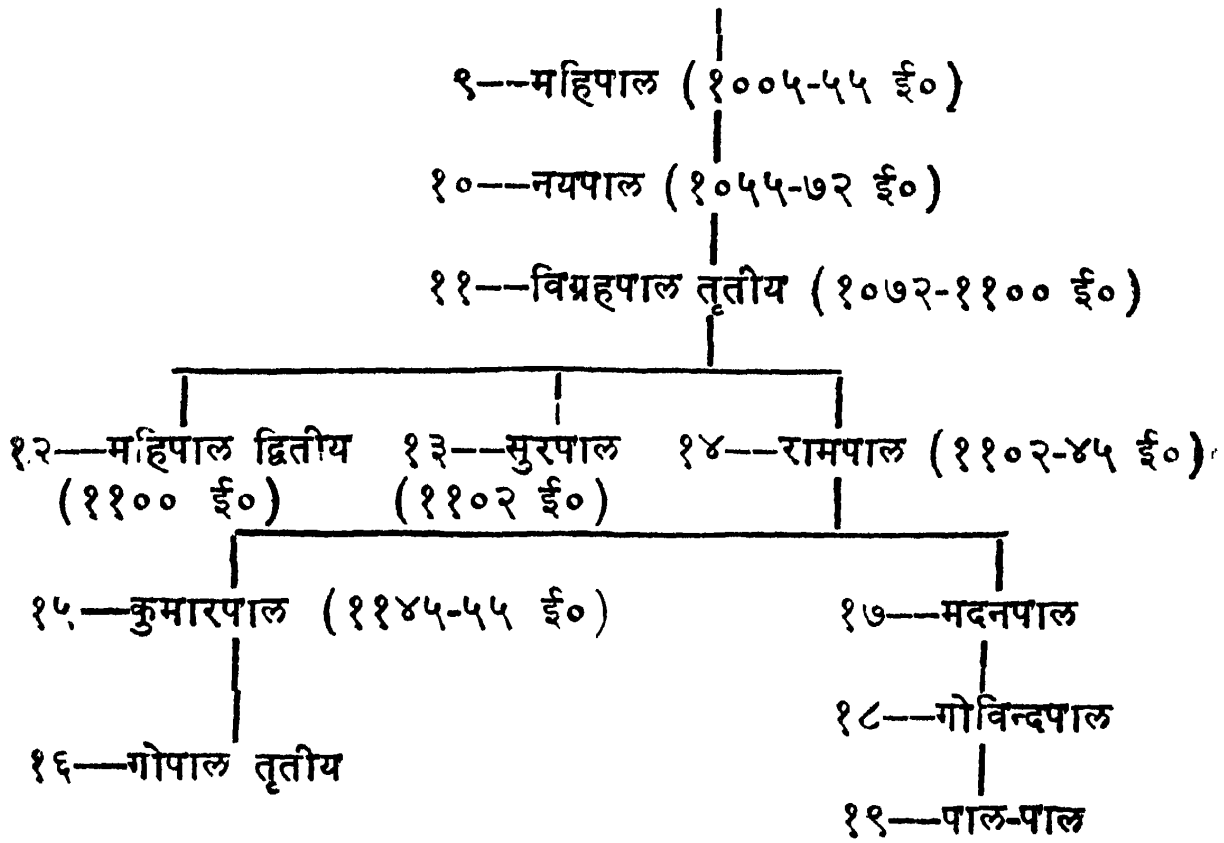 ९––महिपाल (१००५-५५ ई०)
१०––नयपाल (१०५५-७२ ई०)
११––विग्रहपाल तृतीय (१०७२-११०० ई०)
१२––महिपाल द्वितीय १३––सुरपाल १४––रामपाल (११०२-४५ ई०)
(११०० ई०) (११०२ ई०)
१५––कुमारपाल (११४५-५५ ई०) १७––मदनपाल
१८––गोविन्दपाल
१६––गोपाल तृतीय
१९––पाल-पाल